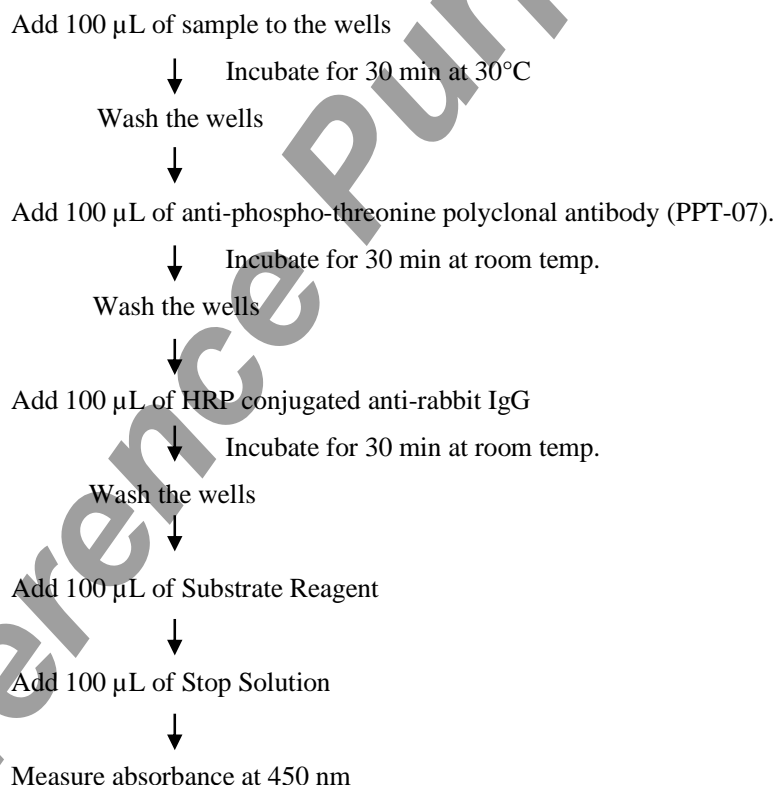 Add 100 µL of sample to the wells
Incubate for 30 min at 30°C
Wash the wells
Add 100 µL of anti-phospho-threonine polyclonal antibody (PPT-07).
Incubate for 30 min at room temp.
Wash the wells
Add 100 µL of HRP conjugated anti-rabbit IgG
Incubate for 30 min at room temp.
Wash the wells
Add 100 µL of Substrate Reagent
Add 100 µL of Stop Solution
Measure absorbance at 450 nm